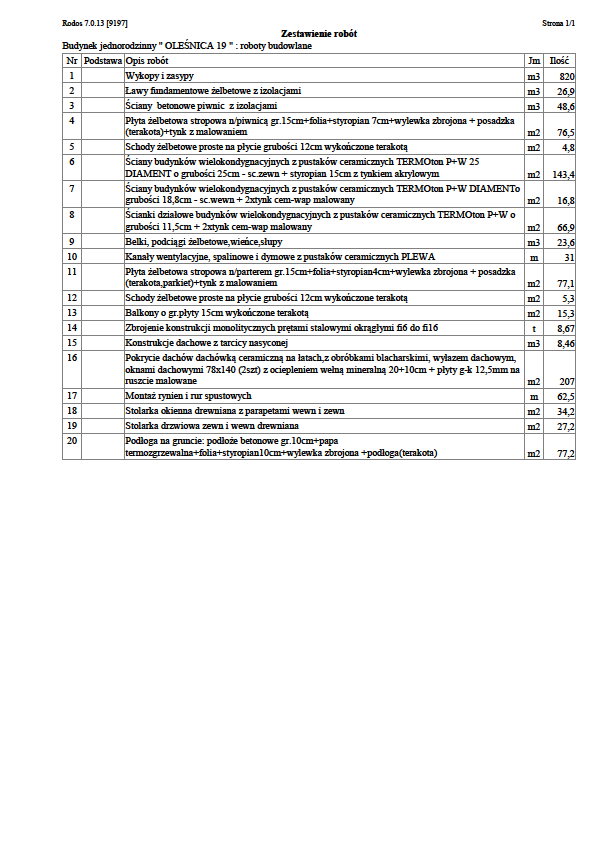 Rodos 7.0.13 [9197] Strona 1/1
Zestawienie robót
Budynek jednorodzinny " OLEŚNICA 19 " : roboty budowlane
Nr Podstawa Opis robót Jm Ilość
1 Wykopy i zasypy m3 820
2 Ławy fundamentowe żelbetowe z izolacjami m3 26,9
3 Ściany betonowe piwnic z izolacjami m3 48,6
4 Płyta żelbetowa stropowa n/piwnicą gr.15cm+folia+styropian 7cm+wylewka zbrojona + posadzka
(terakota)+tynk z malowaniem m2 76,5
5 Schody żelbetowe proste na płycie grubości 12cm wykończone terakotą m2 4,8
6 Ściany budynków wielokondygnacyjnych z pustaków ceramicznych TERMOton P+W 25
DIAMENT o grubości 25cm - sc.zewn + styropian 15cm z tynkiem akrylowym m2 143,4
7 Ściany budynków wielokondygnacyjnych z pustaków ceramicznych TERMOton P+W DIAMENTo
grubości 18,8cm - sc.wewn + 2xtynk cem-wap malowany m2 16,8
8 Ścianki działowe budynków wielokondygnacyjnych z pustaków ceramicznych TERMOton P+W o
grubości 11,5cm + 2xtynk cem-wap malowany m2 66,9
9 Belki, podciągi żelbetowe,wieńce,słupy m3 23,6
10 Kanały wentylacyjne, spalinowe i dymowe z pustaków ceramicznych PLEWA m 31
11 Płyta żelbetowa stropowa n/parterem gr.15cm+folia+styropian4cm+wylewka zbrojona + posadzka
(terakota,parkiet)+tynk z malowaniem m2 77,1
12 Schody żelbetowe proste na płycie grubości 12cm wykończone terakotą m2 5,3
13 Balkony o gr.płyty 15cm wykończone terakotą m2 15,3
14 Zbrojenie konstrukcji monolitycznych prętami stalowymi okrągłymi fi6 do fi16 t 8,67
15 Konstrukcje dachowe z tarcicy nasyconej m3 8,46
16 Pokrycie dachów dachówką ceramiczną na łatach,z obróbkami blacharskimi, wyłazem dachowym,
oknami dachowymi 78x140 (2szt) z ociepleniem wełną mineralną 20+10cm + płyty g-k 12,5mm na
ruszcie malowane m2 207
17 Montaż rynien i rur spustowych m 62,5
18 Stolarka okienna drewniana z parapetami wewn i zewn m2 34,2
19 Stolarka drzwiowa zewn i wewn drewniana m2 27,2
20 Podłoga na gruncie: podłoże betonowe gr.10cm+papa
termozgrzewalna+folia+styropian10cm+wylewka zbrojona +podłoga(terakota) m2 77,2